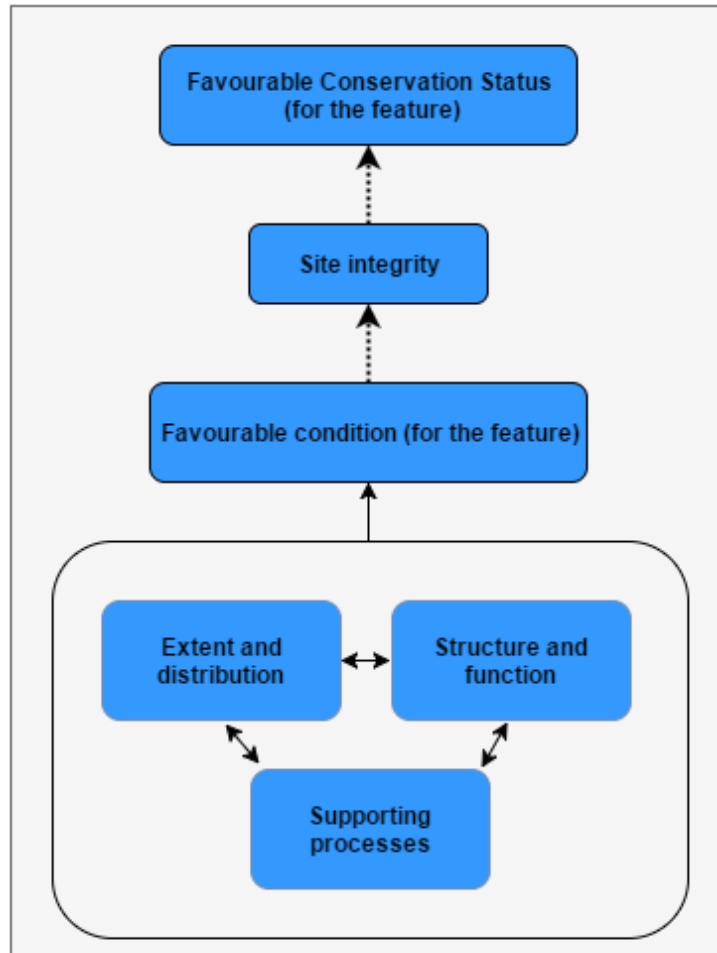 Favourable Conservation Status
(for the feature)
Site integrity
Favourable condition (for the feature)
Extent and
distribution
Structure and
function
Supporting
processes